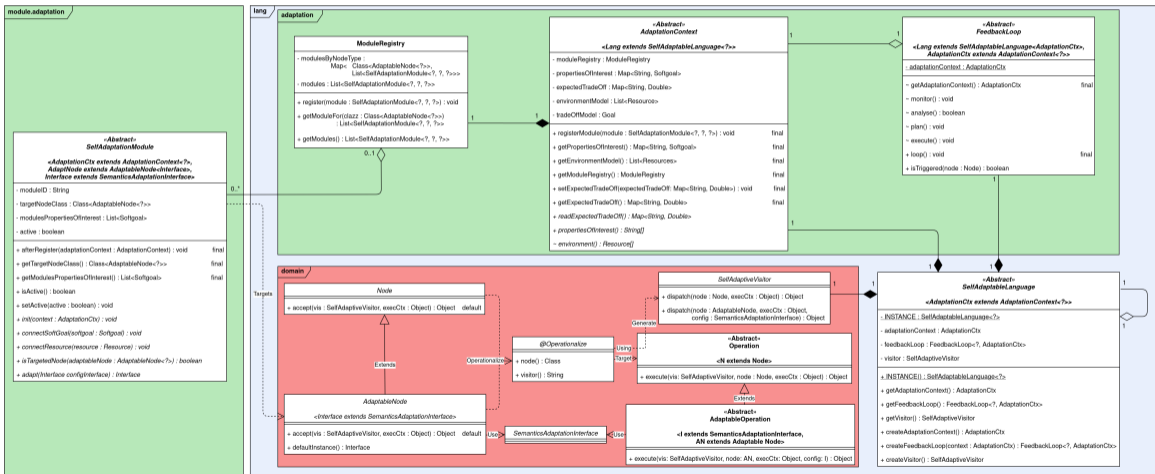 module.adaptation
«Abstract»
SelfAdaptationModule
<AdaptationCtx extends AdaptationContext<?>,
AdaptNode extends AdaptableNode<Interface>,
Interface extends SemanticsAdaptationInterface>
- moduleID : String
- targetNodeClass : Class<AdaptableNode<?>>
- modulesPropertiesOfInterest : List<Softgoal>
- active : boolean
+ afterRegister(adaptationContext : AdaptationContext) : void final
+ getTargetNodeClass() : Class<AdaptableNode<?>> final
+ getModulesPropertiesOfInterest() : List<Softgoal> final
+ isActive() : boolean
+ setActive(active : boolean) : void
# init(context : AdaptationCtx) : void
+ connectSoftGoal(softgoal : Softgoal) : void
+ connectResource(resource : Resource) : void
+ isTargetedNode(adaptableNode : AdaptableNode<?>) : boolean
+ adapt(Interface configInterface) : Interface
lang
adaptation
ModuleRegistry
- modulesByNodeType :
Map< Class<AdaptableNode<?>>,
List<SelfAdaptationModule<?, ?, ?>>>
- modules : List<SelfAdaptationModule<?, ?, ?>>
+ register(module : SelfAdaptationModule<?, ?, ?>) : void
+ getModuleFor(clazz : Class<AdaptableNode<?>>)
: List<SelfAdaptationModule<?, ?, ?>>
+ getModules() : List<SelfAdaptationModule<?, ?, ?>>
0..1
0..*
1
1
«Abstract»
AdaptationContext
<Lang extends SelfAdaptableLanguage<?>>
- moduleRegistry : ModuleRegistry
- propertiesOfInterest : Map<String, Softgoal>
- expectedTradeOff : Map<String, Double>
- environmentModel : List<Resource>
- tradeOffModel : Goal
+ registerModule(module : SelfAdaptationModule<?, ?, ?>) : void final
+ getPropertiesOfInterest() : Map<String, Softgoal> final
+ getEnvironmentModel() : List<Resources> final
+ getModuleRegistry() : ModuleRegistry final
+ setExpectedTradeOff(expectedTradeOff : Map<String, Double>) : void final
+ getExpectedTradeOff() : Map<String, Double> final
+ readExpectedTradeOff() : Map<String, Double>
+ propertiesOfInterest() : String[]
~ environment() : Resource[]
1
1
«Abstract»
FeedbackLoop
<Lang extends SelfAdaptableLanguage<AdaptationCtx>,
AdaptationCtx extends AdaptationContext<?>>
- adaptationContext : AdaptationCtx
~ getAdaptationContext() : AdaptationCtx final
~ monitor() : void
~ analyse() : boolean
~ plan() : void
~ execute() : void
+ loop() : void final
+ isTriggered(node : Node) : boolean
1
1
1
1
Targets
domain
Node
+ accept(vis : SelfAdaptiveVisitor, execCtx : Object) : Object default
Extends
AdaptableNode
<Interface extends SemanticsAdaptationInterface>
+ accept(vis : SelfAdaptiveVisitor, execCtx : Object) : Object default
+ defaultInstance() : Interface
Operationalize
@Operationalize
+ node() : Class
+ visitor() : String
Using
Target
Generate
SelfAdaptiveVisitor
+ dispatch(node : Node, execCtx : Object) : Object
+ dispatch(node : AdaptableNode, execCtx : Object,
config : SemanticsAdaptationInterface) : Object
1
1
«Abstract»
Operation
<N extends Node>
+ execute(vis: SelfAdaptiveVisitor, node : Node, execCtx : Object) : Object
Extends
«Abstract»
AdaptableOperation
<I extends SemanticsAdaptationInterface,
AN extends Adaptable Node>
+ execute(vis: SelfAdaptiveVisitor, node: AN, execCtx: Object, config: I) : Object
Use
SemanticsAdaptationInterface
Use
«Abstract»
SelfAdaptableLanguage
<AdaptationCtx extends AdaptationContext<?>>
- INSTANCE : SelfAdaptableLanguage<?>
- adaptationContext : AdaptationCtx
- feedbackLoop : FeedbackLoop<?, AdaptationCtx>
- visitor : SelfAdaptiveVisitor
+ INSTANCE() : SelfAdaptableLanguage<?>
+ getAdaptationContext() : AdaptationCtx
+ getFeedbackLoop() : FeedbackLoop<?, AdaptationCtx>
+ getVisitor() : SelfAdaptiveVisitor
+ createAdaptationContext() : AdaptationCtx
+ createFeedbackLoop(context : AdaptationCtx) : FeedbackLoop<?, AdaptationCtx>
+ createVisitor() : SelfAdaptiveVisitor
1
1